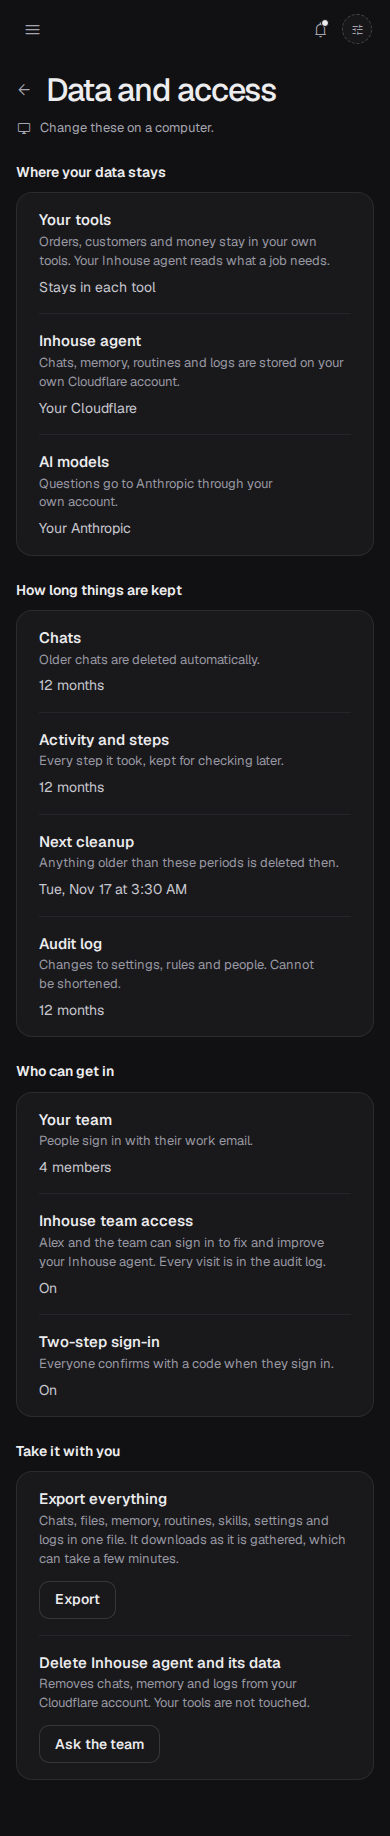 Data and access
Change these on a computer.
Where your data stays
Your tools
Orders, customers and money stay in your own
tools. Your Inhouse agent reads what a job needs.
Stays in each tool
Inhouse agent
Chats, memory, routines and logs are stored on your
own Cloudflare account.
Your Cloudflare
AI models
Questions go to Anthropic through your
own account.
Your Anthropic
How long things are kept
Chats
Older chats are deleted automatically.
12 months
Activity and steps
Every step it took, kept for checking later.
12 months
Next cleanup
Anything older than these periods is deleted then.
Tue, Nov 17 at 3:30 AM
Audit log
Changes to settings, rules and people. Cannot
be shortened.
12 months
Who can get in
Your team
People sign in with their work email.
4 members
Inhouse team access
Alex and the team can sign in to fix and improve
your Inhouse agent. Every visit is in the audit log.
On
Two-step sign-in
Everyone confirms with a code when they sign in.
On
Take it with you
Export everything
Chats, files, memory, routines, skills, settings and
logs in one file. It downloads as it is gathered, which
can take a few minutes.
Export
Delete Inhouse agent and its data
Removes chats, memory and logs from your
Cloudflare account. Your tools are not touched.
Ask the team